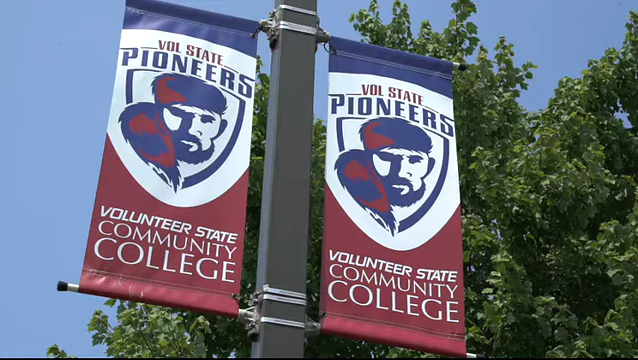 VOL STATE
PIONEERS
VOLUNTEER STATE
COMMUNITY
COLLEGE
VOL STATE
PIONEERS
VOLUNTEER STATE
COMMUNITY
COLLEGE